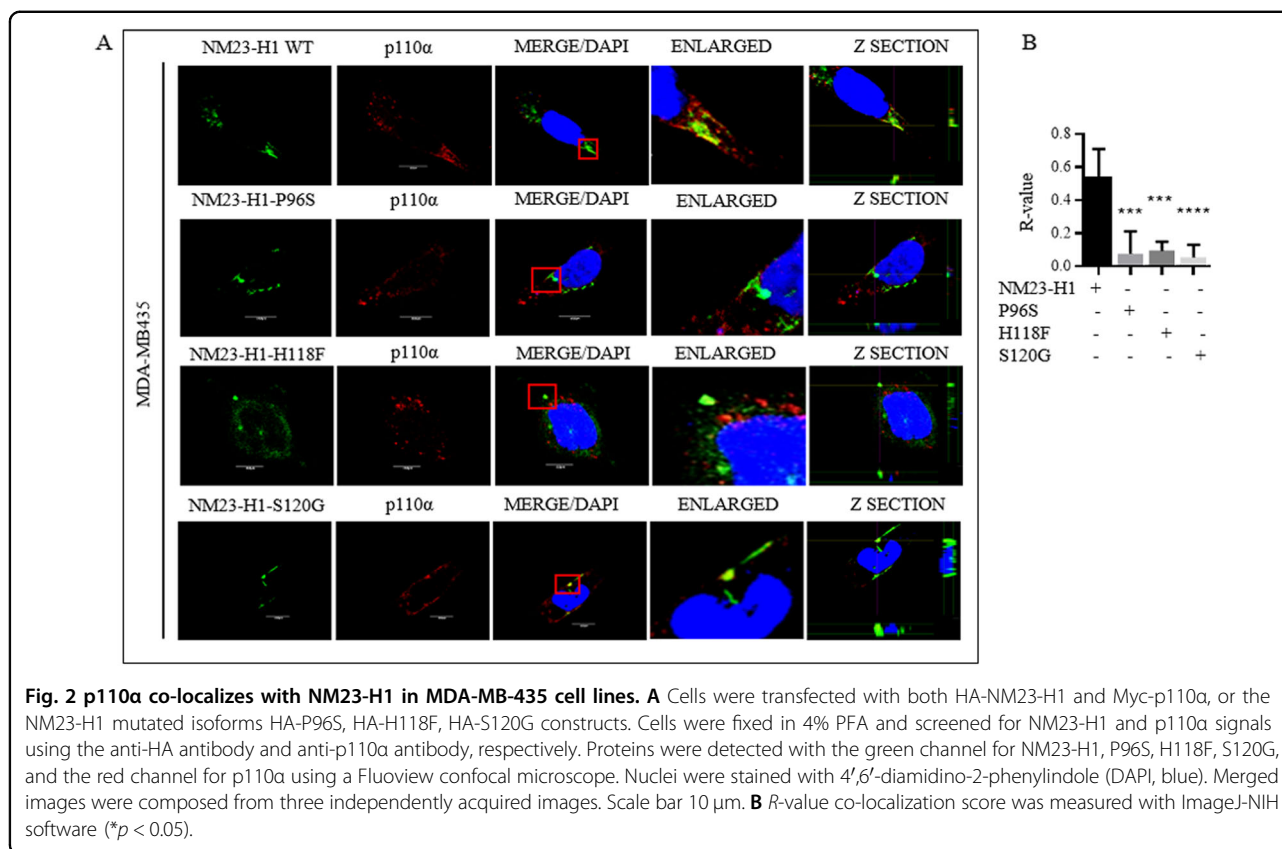 A
B
NM23-H1 WT p110α MERGE/DAPI ENLARGED Z SECTION
NM23-H1-P96S p110α MERGE/DAPI ENLARGED Z SECTION
NM23-H1-H118F p110α MERGE/DAPI ENLARGED Z SECTION
NM23-H1-S120G p110α MERGE/DAPI ENLARGED Z SECTION
MDA-MB435
R-value
0.8
0.6
0.4
0.2
0.0
*** *** ****
NM23-H1 + - - -
P96S - + - -
H118F - - + -
S120G - - - +
Fig. 2 p110α co-localizes with NM23-H1 in MDA-MB-435 cell lines. A Cells were transfected with both HA-NM23-H1 and Myc-p110α, or the
NM23-H1 mutated isoforms HA-P96S, HA-H118F, HA-S120G constructs. Cells were fixed in 4% PFA and screened for NM23-H1 and p110α signals
using the anti-HA antibody and anti-p110α antibody, respectively. Proteins were detected with the green channel for NM23-H1, P96S, H118F, S120G,
and the red channel for p110α using a Fluoview confocal microscope. Nuclei were stained with 4′,6′-diamidino-2-phenylindole (DAPI, blue). Merged
images were composed from three independently acquired images. Scale bar 10 μm. B R-value co-localization score was measured with ImageJ-NIH
software (*p < 0.05).